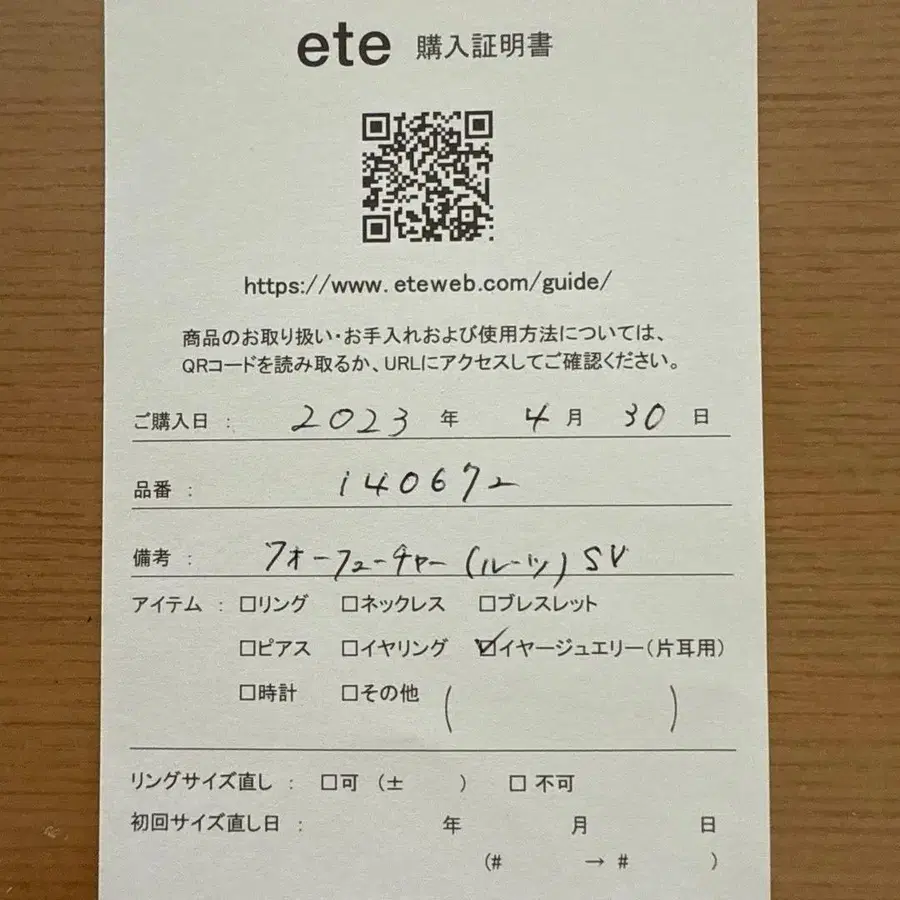 ete 購入証明書
https://www.eteweb.com/guide/
商品のお取り扱い・お手入れおよび使用方法については、
QRコードを読み取るか、URLにアクセスしてご確認ください。
ご購入日 : 2023 年 4 月 30 日
品番 : 140672
備考 : フォーフューチャー (ルーツ) SV
アイテム : □リング □ネックレス □ブレスレット
□ピアス □イヤリング ☑イヤージュエリー(片耳用)
□時計 □その他 ( )
リングサイズ直し : □可 (± ) □ 不可
初回サイズ直し日 : 年 月 日
(# → # )